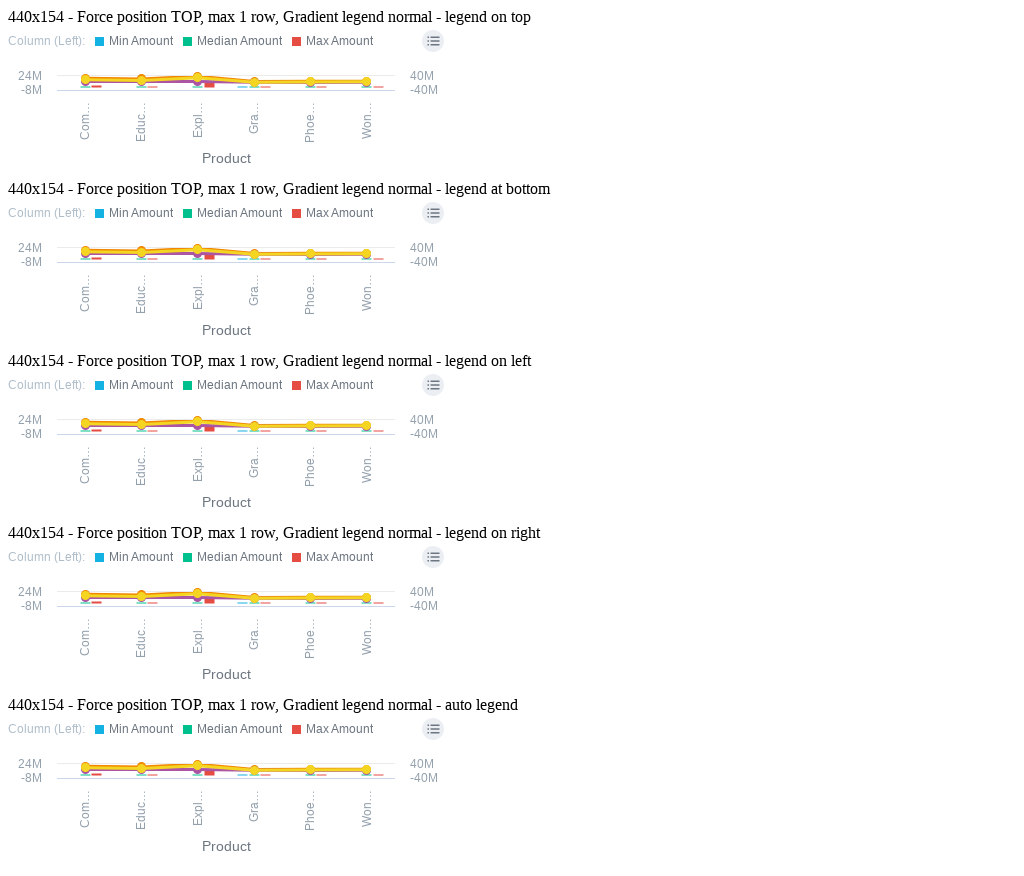 440x154 - Force position TOP, max 1 row, Gradient legend normal - legend on top
Column (Left): Min Amount Median Amount Max Amount
24M 40M
-8M -40M
Com… Educ… Expl… Gra… Phoe… Won…
Product
440x154 - Force position TOP, max 1 row, Gradient legend normal - legend at bottom
Column (Left): Min Amount Median Amount Max Amount
24M 40M
-8M -40M
Com… Educ… Expl… Gra… Phoe… Won…
Product
440x154 - Force position TOP, max 1 row, Gradient legend normal - legend on left
Column (Left): Min Amount Median Amount Max Amount
24M 40M
-8M -40M
Com… Educ… Expl… Gra… Phoe… Won…
Product
440x154 - Force position TOP, max 1 row, Gradient legend normal - legend on right
Column (Left): Min Amount Median Amount Max Amount
24M 40M
-8M -40M
Com… Educ… Expl… Gra… Phoe… Won…
Product
440x154 - Force position TOP, max 1 row, Gradient legend normal - auto legend
Column (Left): Min Amount Median Amount Max Amount
24M 40M
-8M -40M
Com… Educ… Expl… Gra… Phoe… Won…
Product